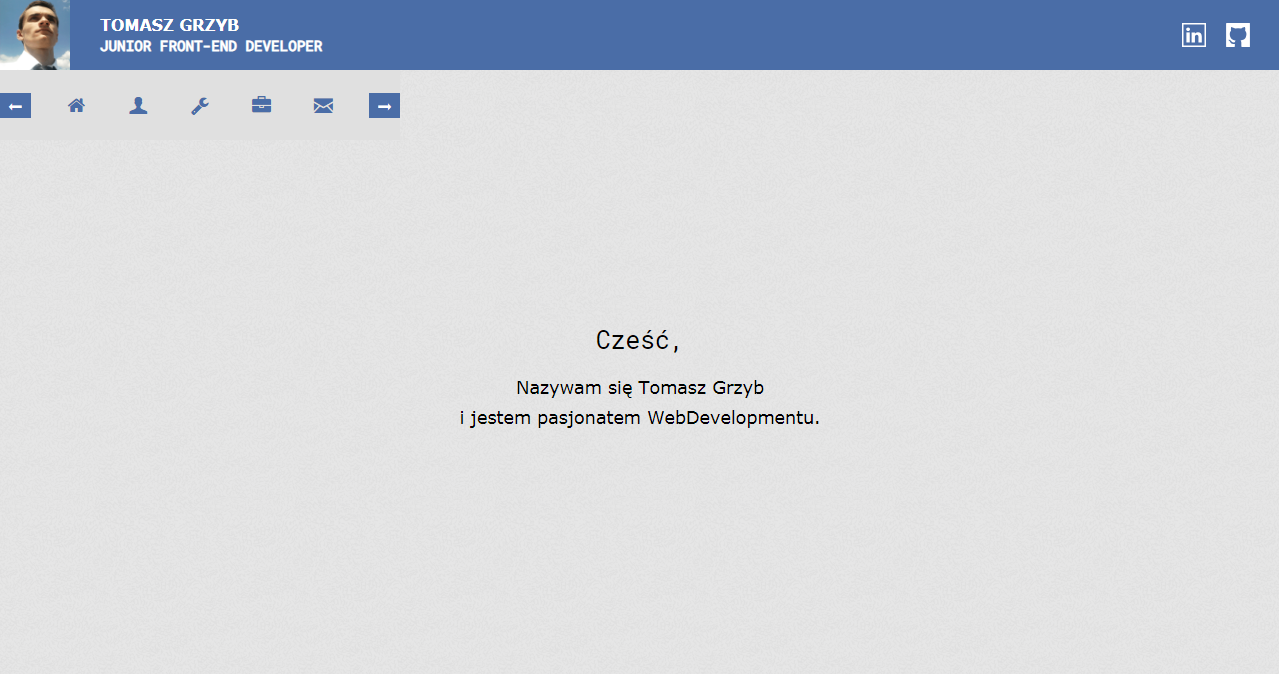 TOMASZ GRZYB
JUNIOR FRONT-END DEVELOPER
in
Cześć,
Nazywam się Tomasz Grzyb
i jestem pasjonatem WebDevelopmentu.